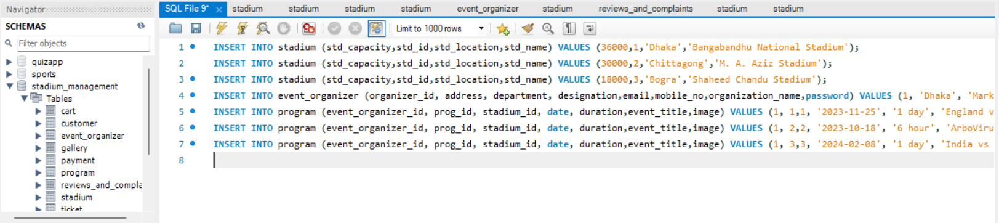 Navigator
SCHEMAS
Filter objects
quizapp
sports
stadium_management
Tables
cart
customer
event_organizer
gallery
payment
program
reviews_and_compla
stadium
ticket
SQL File 9* stadium stadium stadium stadium event_organizer stadium reviews_and_complaints stadium stadium
Limit to 1000 rows
1 INSERT INTO stadium (std_capacity,std_id,std_location,std_name) VALUES (36000,1,'Dhaka','Bangabandhu National Stadium');
2 INSERT INTO stadium (std_capacity,std_id,std_location,std_name) VALUES (30000,2,'Chittagong','M. A. Aziz Stadium');
3 INSERT INTO stadium (std_capacity,std_id,std_location,std_name) VALUES (18000,3,'Bogra','Shaheed Chandu Stadium');
4 INSERT INTO event_organizer (organizer_id, address, department, designation,email,mobile_no,organization_name,password) VALUES (1, 'Dhaka', 'Mark
5 INSERT INTO program (event_organizer_id, prog_id, stadium_id, date, duration,event_title,image) VALUES (1, 1,1, '2023-11-25', '1 day', 'England v
6 INSERT INTO program (event_organizer_id, prog_id, stadium_id, date, duration,event_title,image) VALUES (1, 2,2, '2023-10-18', '6 hour', 'ArboViru
7 INSERT INTO program (event_organizer_id, prog_id, stadium_id, date, duration,event_title,image) VALUES (1, 3,3, '2024-02-08', '1 day', 'India vs
8